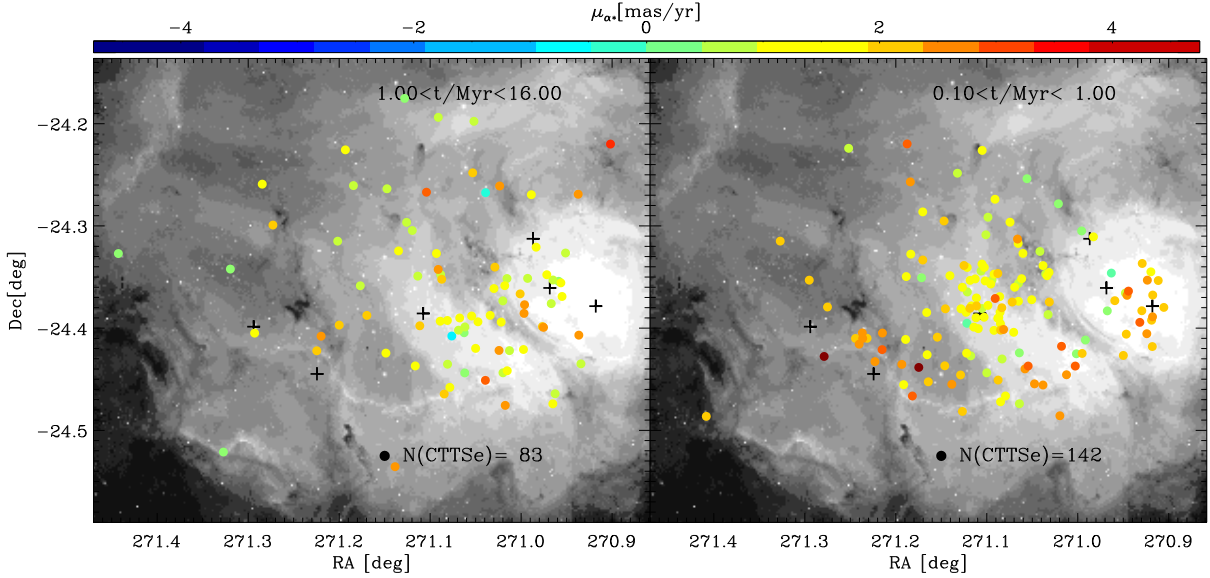 μα*[mas/yr]
−4 −2 0 2 4
1.00<t/Myr<16.00
0.10<t/Myr< 1.00
−24.2
−24.3
−24.4
−24.5
Dec[deg]
N(CTTSe)= 83
N(CTTSe)=142
271.4 271.3 271.2 271.1 271.0 270.9
271.4 271.3 271.2 271.1 271.0 270.9
RA [deg]
RA [deg]